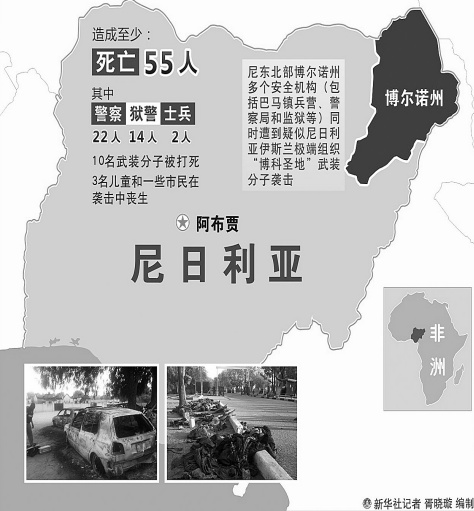 造成至少：
死亡 55 人
其中
警察 狱警 士兵
22人 14人 2人
10名武装分子被打死
3名儿童和一些市民在
袭击中丧生
尼东北部博尔诺州
多个安全机构（包
括巴马镇兵营、警
察局和监狱等）同
时遭到疑似尼日利
亚伊斯兰极端组织
“博科圣地”武装
分子袭击
博尔诺州
阿布贾
尼日利亚
非
洲
新华社记者 胥晓璇 编制